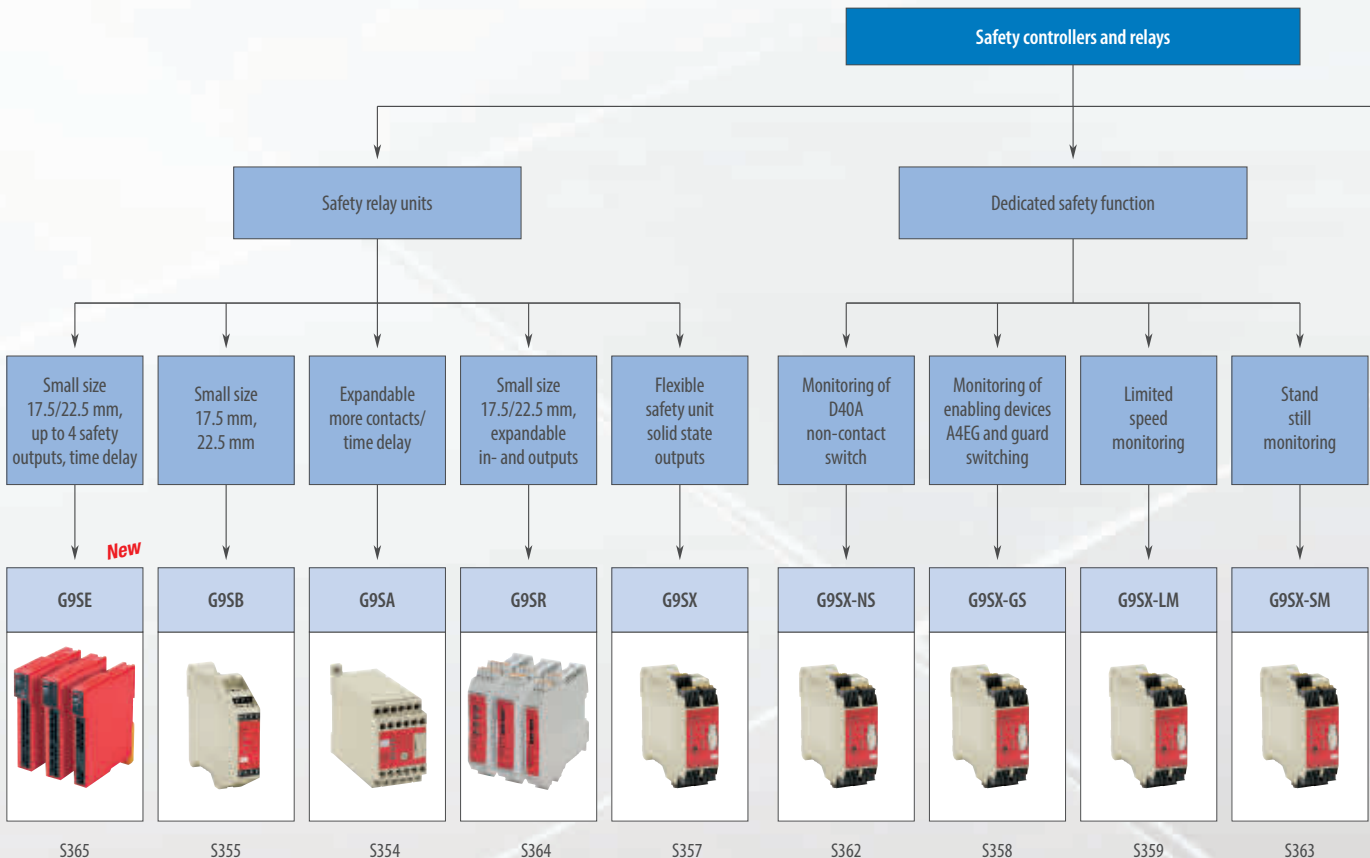 Safety controllers and relays
Safety relay units
Dedicated safety function
Small size
17.5/22.5 mm,
up to 4 safety
outputs, time delay
Small size
17.5 mm,
22.5 mm
Expandable
more contacts/
time delay
Small size
17.5/22.5 mm,
expandable
in- and outputs
Flexible
safety unit
solid state
outputs
Monitoring of
D40A
non-contact
switch
Monitoring of
enabling devices
A4EG and guard
switching
Limited
speed
monitoring
Stand
still
monitoring
New
G9SE
G9SB
G9SA
G9SR
G9SX
G9SX-NS
G9SX-GS
G9SX-LM
G9SX-SM
S365
S355
S354
S364
S357
S362
S358
S359
S363